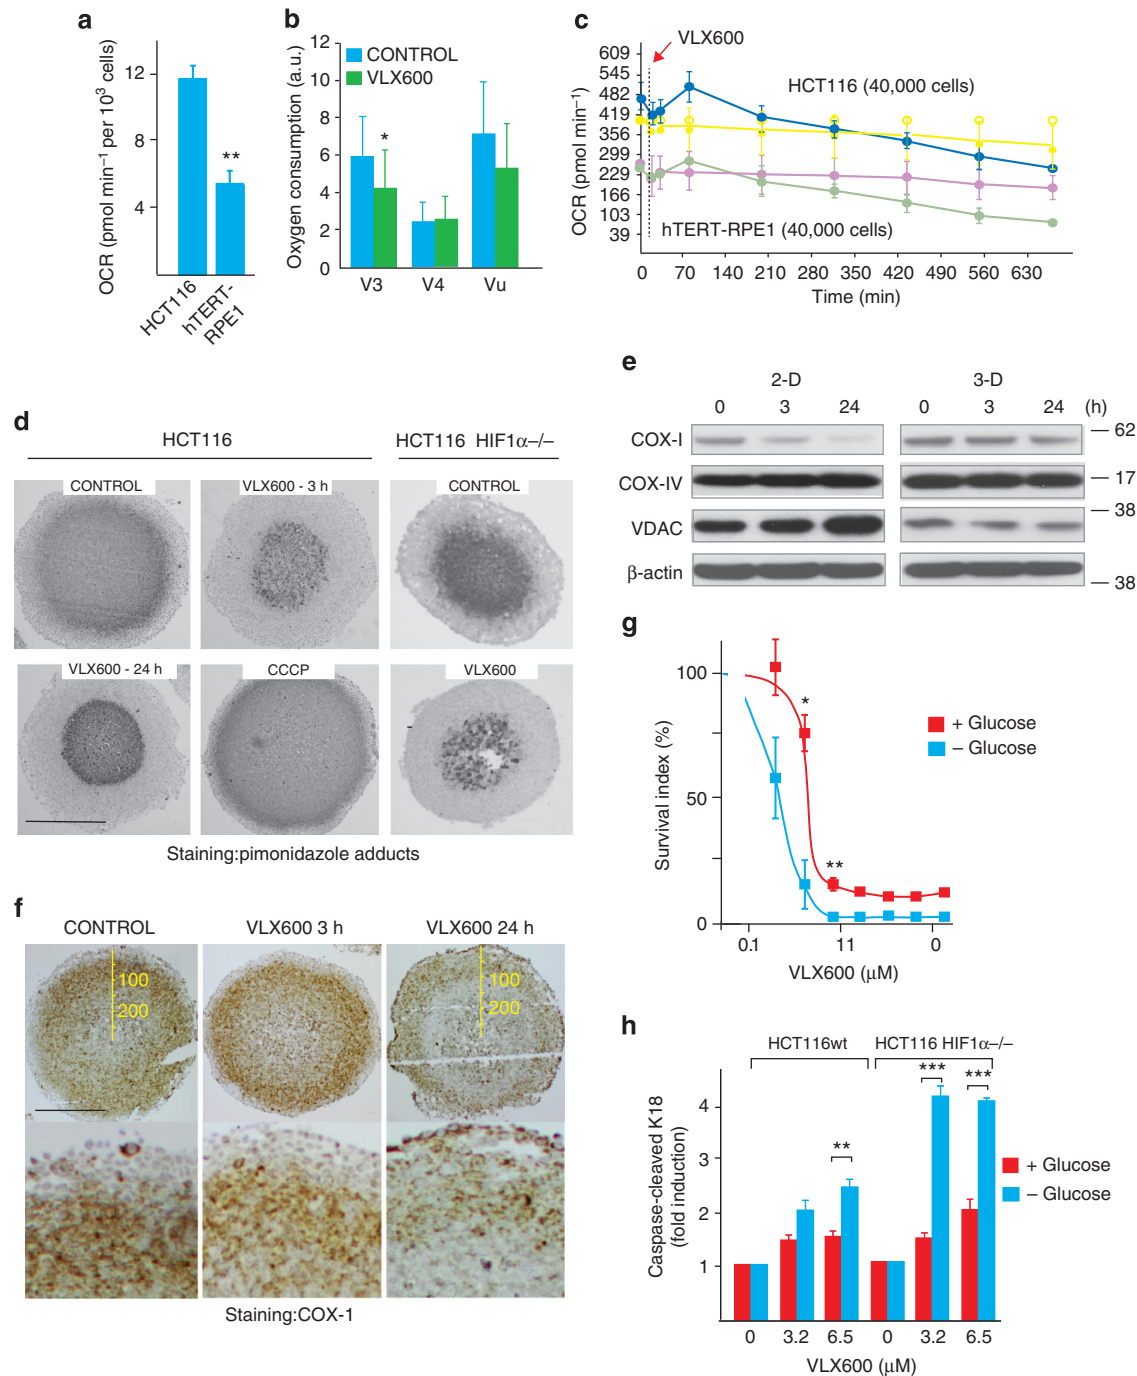 a
OCR (pmol min⁻¹ per 10³ cells)
12
4
**
HCT116
hTERT-
RPE1
b
Oxygen consumption (a.u.)
12
10
8
6
4
2
0
CONTROL
VLX600
*
V3 V4 Vu
c
OCR (pmol min⁻¹)
609
545
482
419
356
299
229
166
103
39
VLX600
HCT116 (40,000 cells)
hTERT-RPE1 (40,000 cells)
0 70 140 210 280 350 420 490 560 630
Time (min)
d
HCT116 HCT116 HIF1α−/−
CONTROL VLX600 - 3 h CONTROL
VLX600 - 24 h CCCP VLX600
Staining:pimonidazole adducts
e
2-D 3-D
0 3 24 0 3 24 (h)
COX-I 62
COX-IV 17
38
VDAC
β-actin
38
f
CONTROL VLX600 3 h VLX600 24 h
100 100
200 200
Staining:COX-1
g
Survival index (%)
100
50
0
*
**
+ Glucose
− Glucose
0.1 11 0
VLX600 (μM)
h
HCT116wt HCT116 HIF1α−/−
Caspase-cleaved K18
(fold induction)
4
3
2
1
** *** ***
+ Glucose
− Glucose
0 3.2 6.5 0 3.2 6.5
VLX600 (μM)